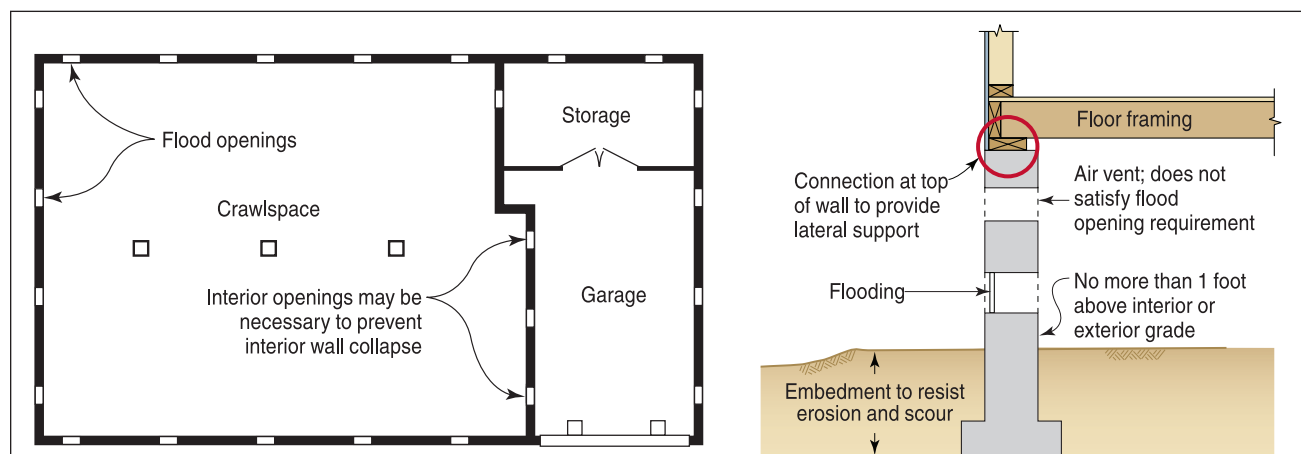 Flood openings
Crawlspace
Storage
Garage
Interior openings may be
necessary to prevent
interior wall collapse
Floor framing
Connection at top
of wall to provide
lateral support
Air vent; does not
satisfy flood
opening requirement
Flooding
No more than 1 foot
above interior or
exterior grade
Embedment to resist
erosion and scour